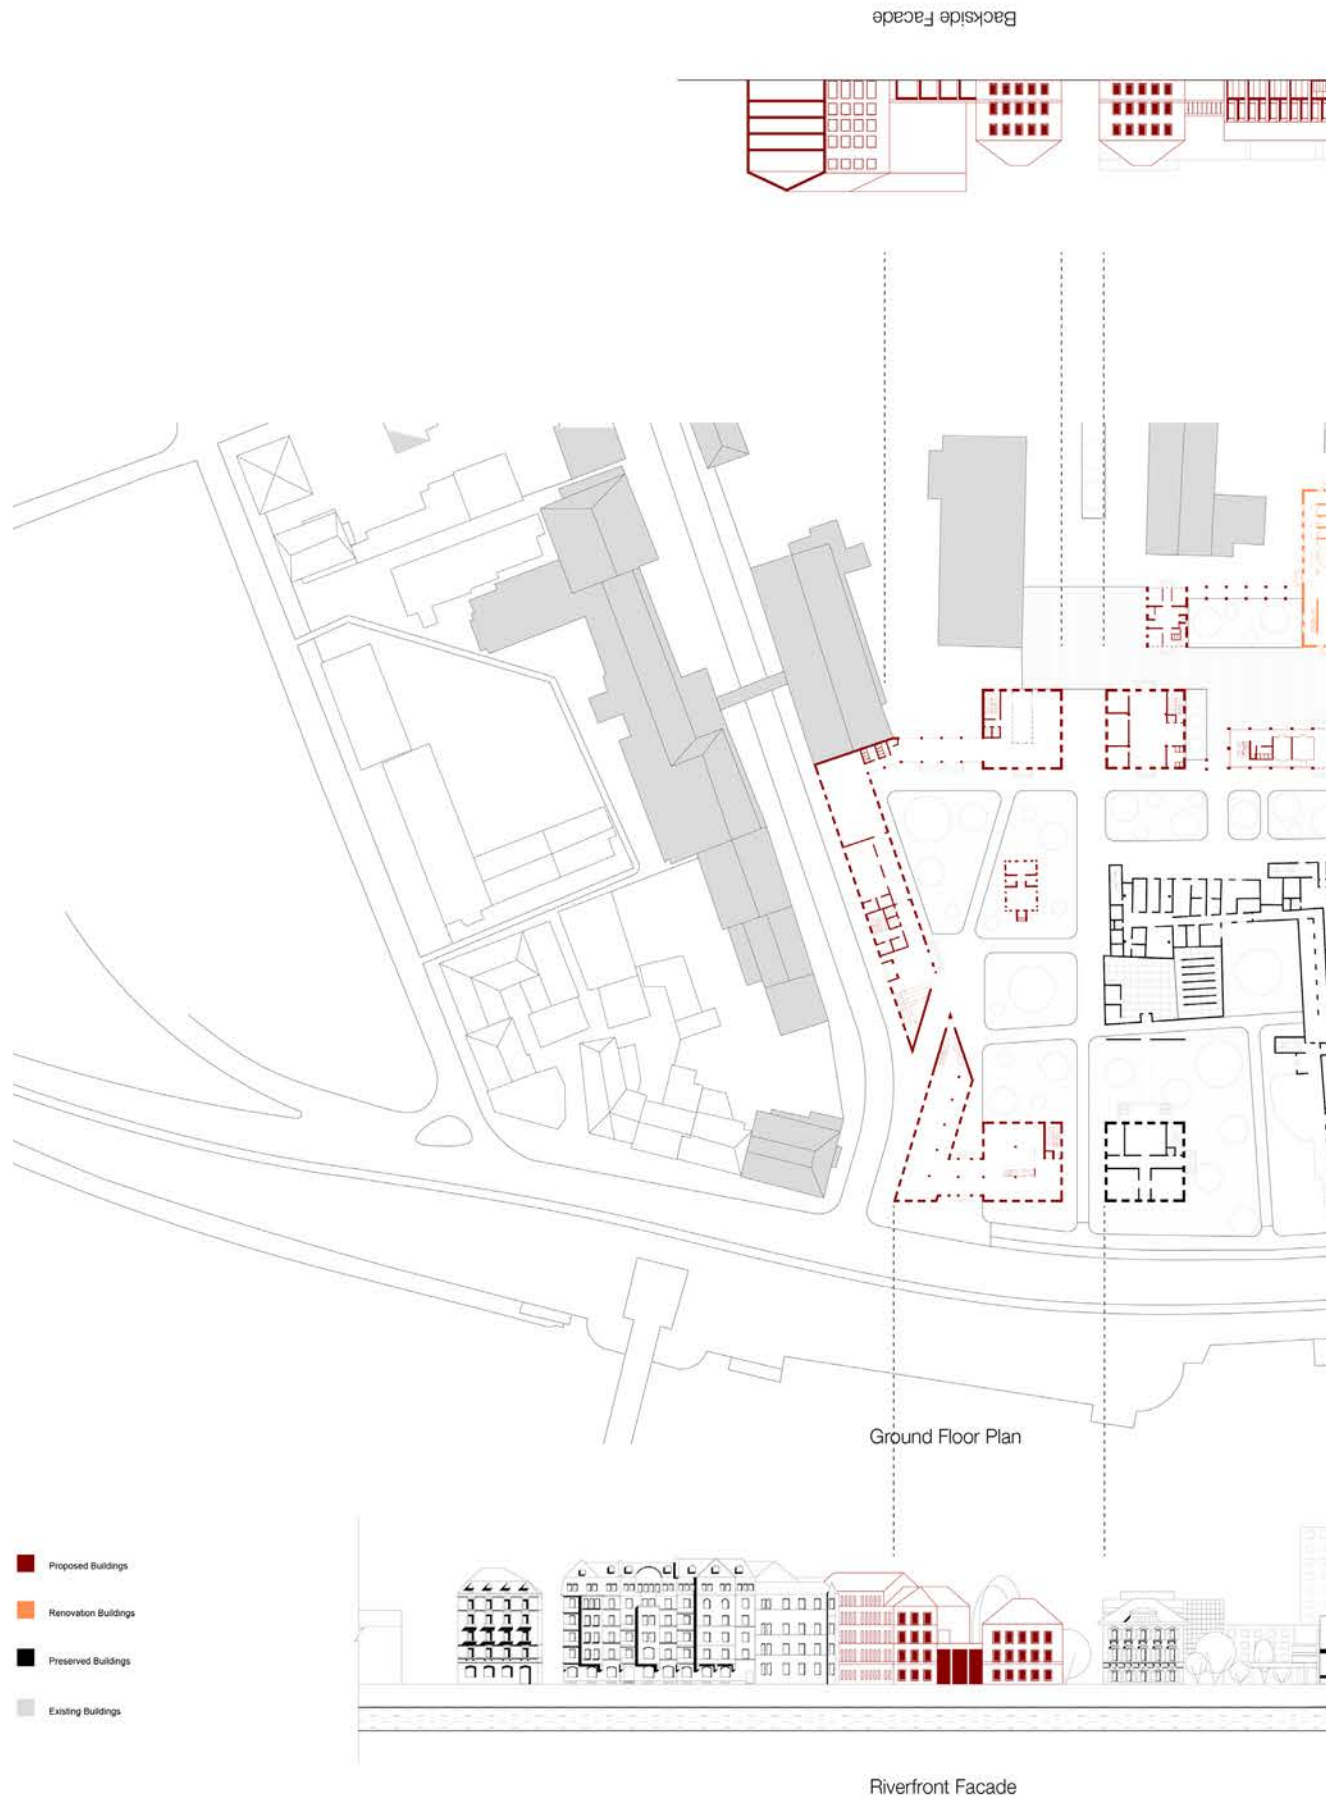 Backside Facade
Ground Floor Plan
Proposed Buildings
Renovation Buildings
Preserved Buildings
Existing Buildings
Riverfront Facade